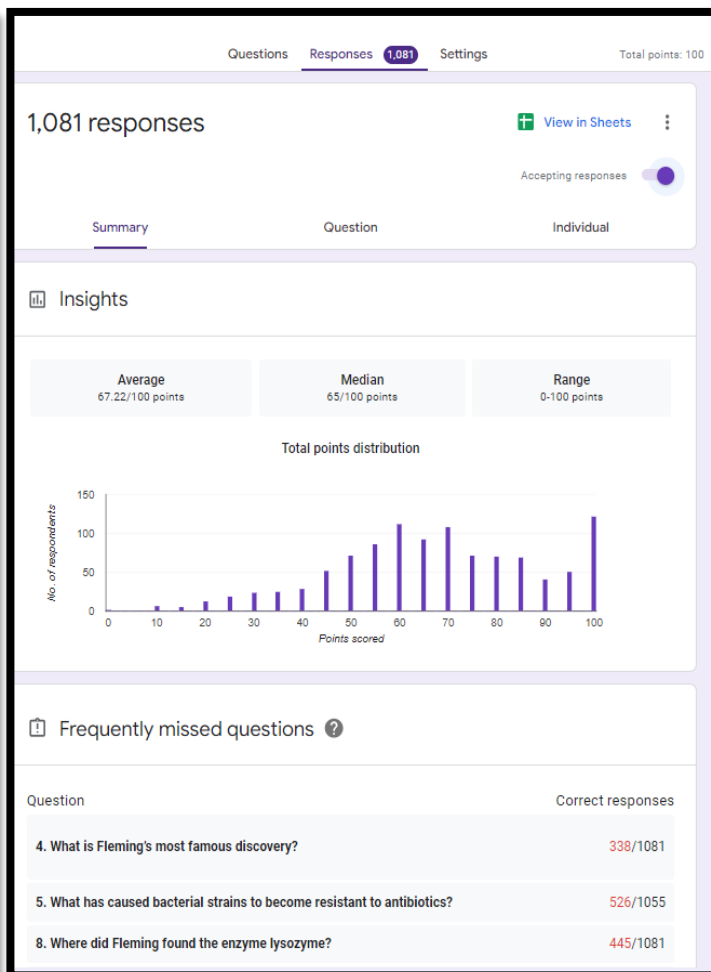 Questions Responses 1,081 Settings Total points: 100
1,081 responses
View in Sheets
Accepting responses
Summary Question Individual
Insights
Average Median Range
67.22/100 points 65/100 points 0-100 points
Total points distribution
No. of respondents
150
100
50
0
0 10 20 30 40 50 60 70 80 90 100
Points scored
Frequently missed questions ?
Question Correct responses
4. What is Fleming's most famous discovery? 338/1081
5. What has caused bacterial strains to become resistant to antibiotics? 526/1055
8. Where did Fleming found the enzyme lysozyme? 445/1081